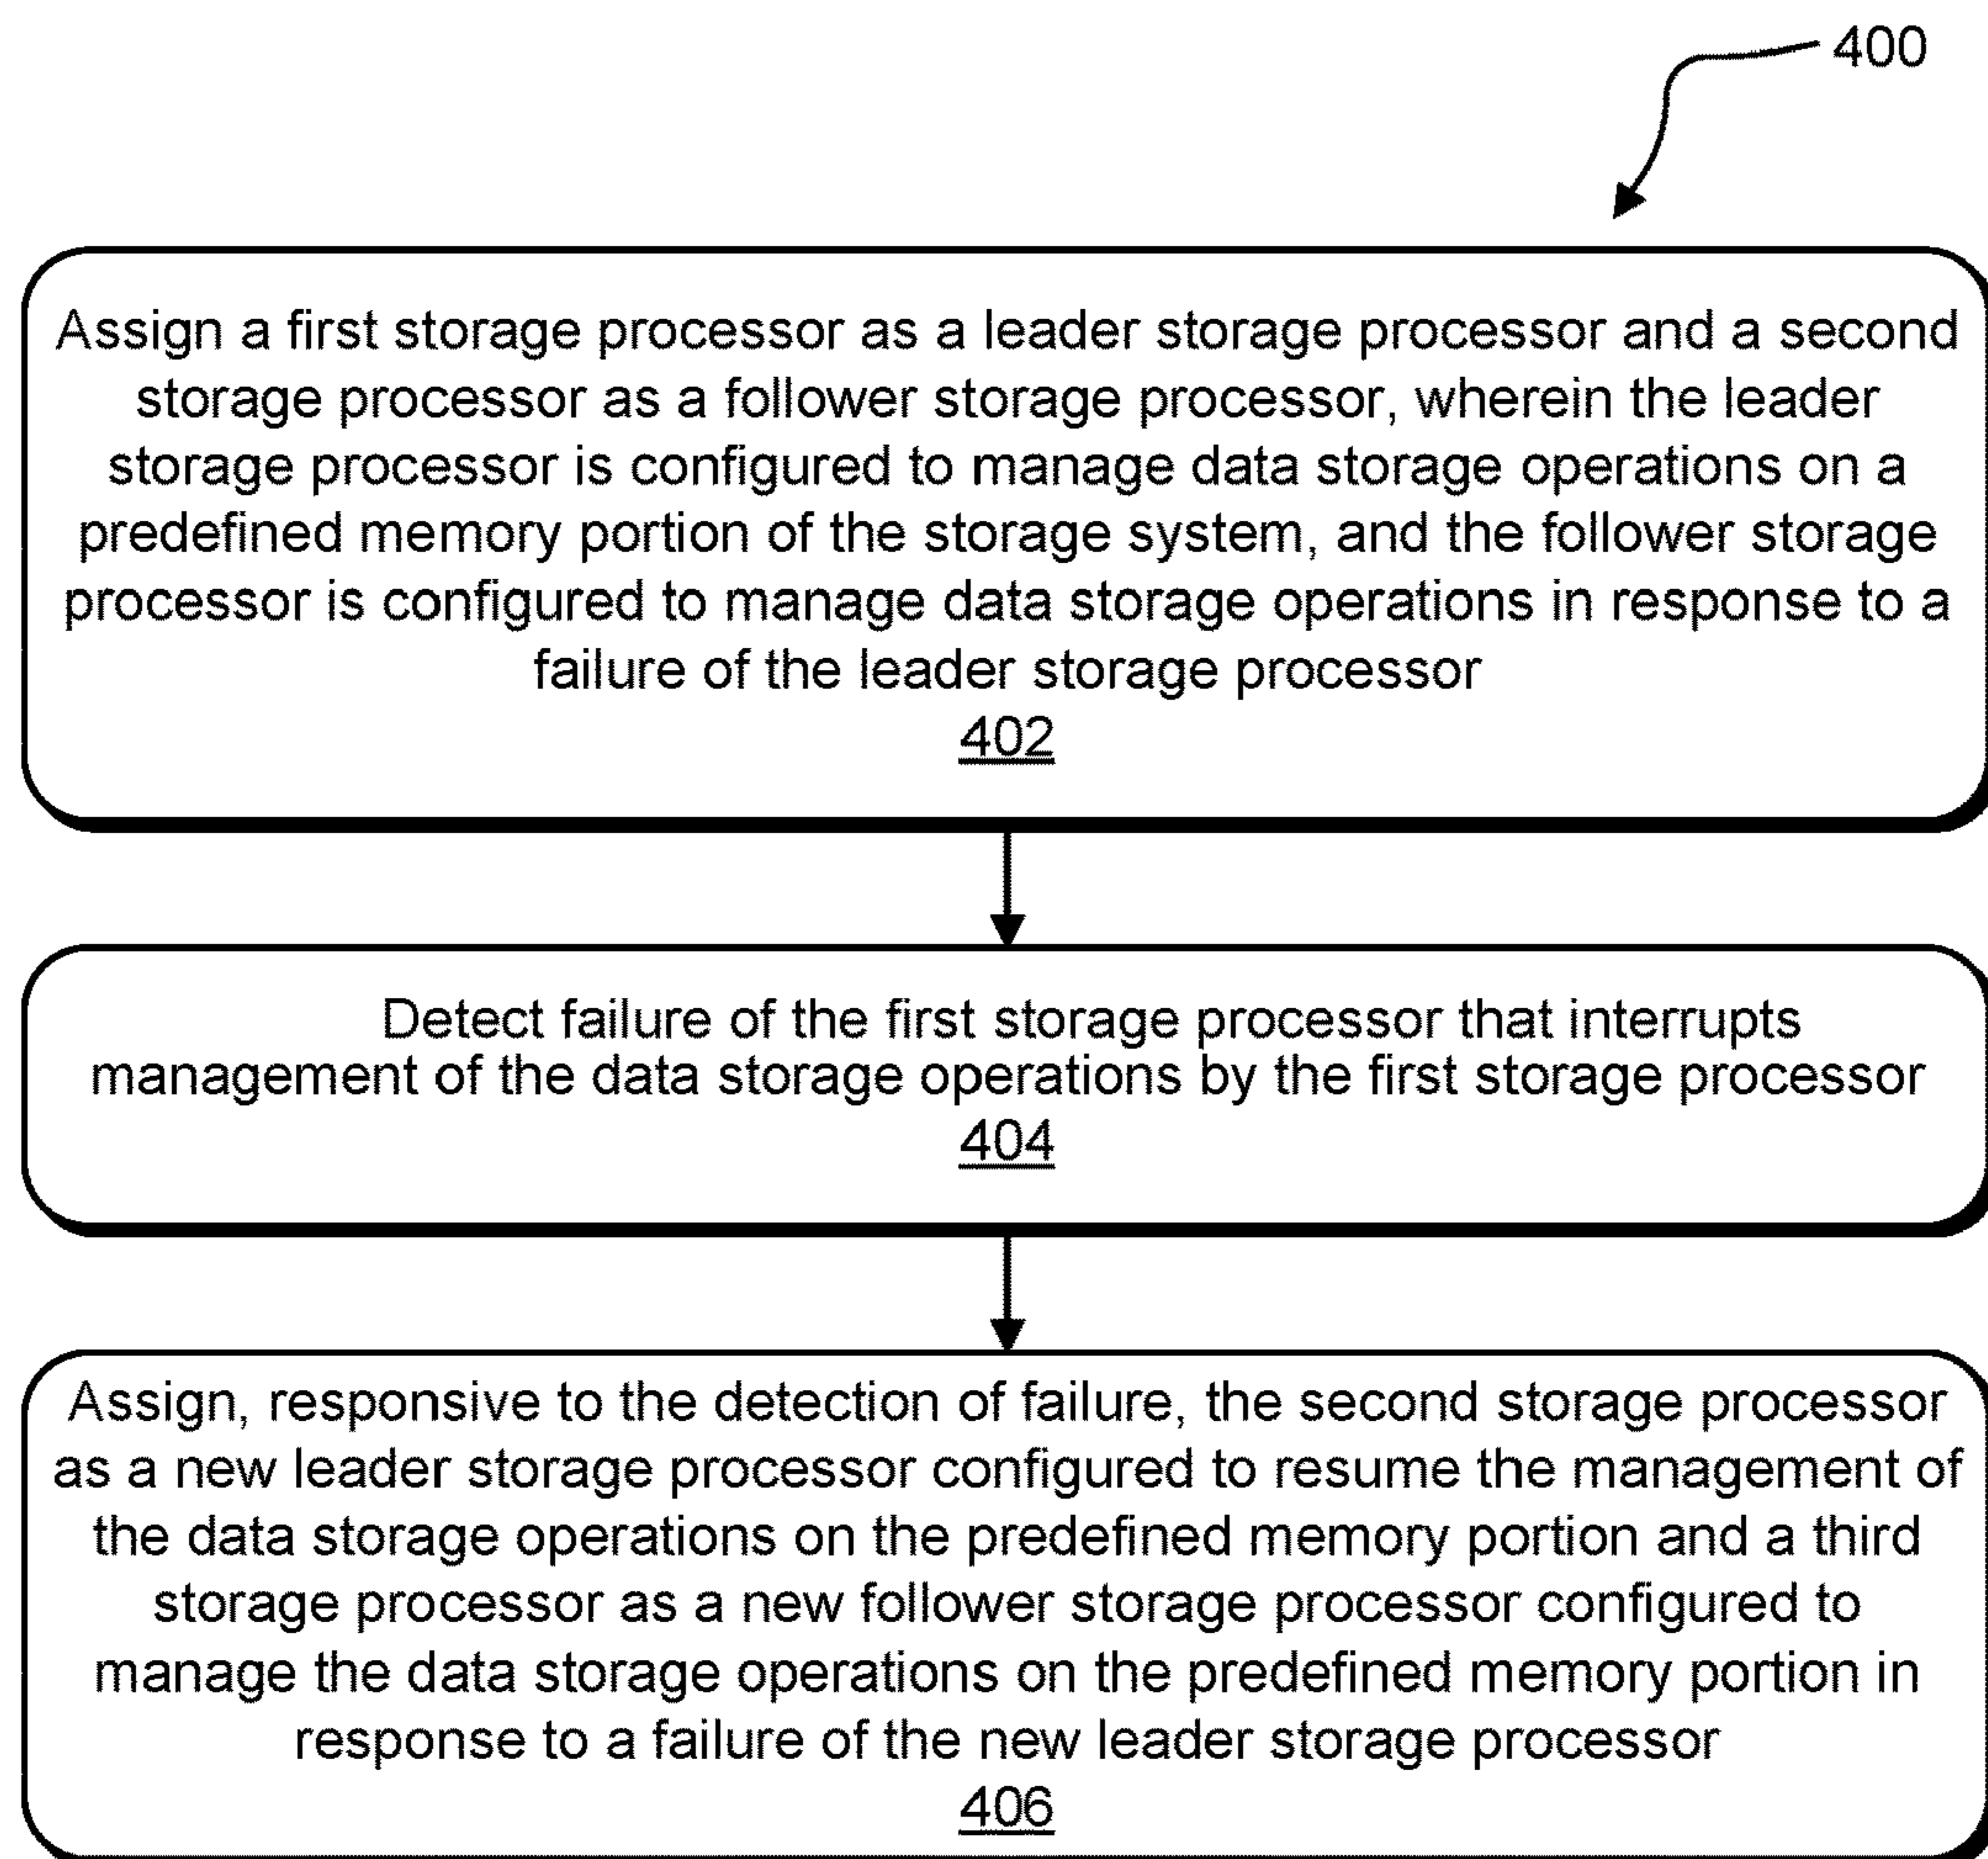 400
Assign a first storage processor as a leader storage processor and a second
storage processor as a follower storage processor, wherein the leader
storage processor is configured to manage data storage operations on a
predefined memory portion of the storage system, and the follower storage
processor is configured to manage data storage operations in response to a
failure of the leader storage processor
402
Detect failure of the first storage processor that interrupts
management of the data storage operations by the first storage processor
404
Assign, responsive to the detection of failure, the second storage processor
as a new leader storage processor configured to resume the management of
the data storage operations on the predefined memory portion and a third
storage processor as a new follower storage processor configured to
manage the data storage operations on the predefined memory portion in
response to a failure of the new leader storage processor
406